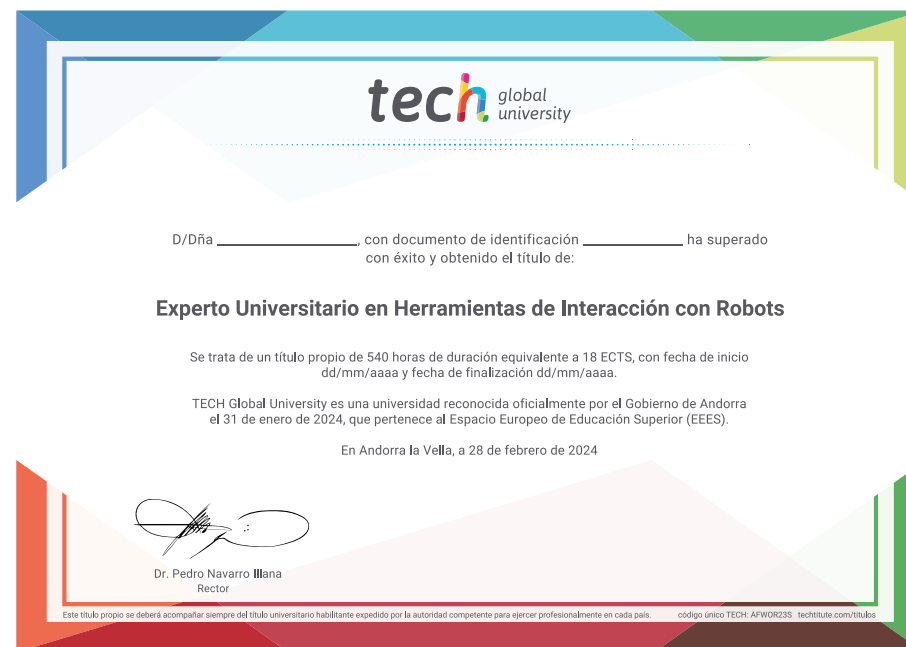 tech global university
D/Dña ____________________, con documento de identificación ______________ ha superado
con éxito y obtenido el título de:
Experto Universitario en Herramientas de Interacción con Robots
Se trata de un título propio de 540 horas de duración equivalente a 18 ECTS, con fecha de inicio
dd/mm/aaaa y fecha de finalización dd/mm/aaaa.
TECH Global University es una universidad reconocida oficialmente por el Gobierno de Andorra
el 31 de enero de 2024, que pertenece al Espacio Europeo de Educación Superior (EEES).
En Andorra la Vella, a 28 de febrero de 2024
Dr. Pedro Navarro Illana
Rector
Este título propio se deberá acompañar siempre del título universitario habilitante expedido por la autoridad competente para ejercer profesionalmente en cada país. código único TECH: AFWOR23S techtitute.com/titulos